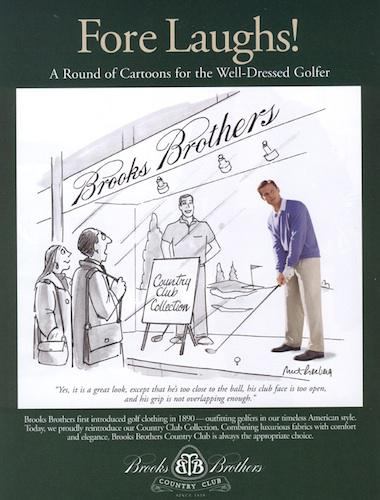 Fore Laughs!
A Round of Cartoons for the Well-Dressed Golfer
Brooks Brothers
Country
Club
Collection
"Yes, it is a great look, except that he's too close to the ball, his club face is too open,
and his grip is not overlapping enough."
Brooks Brothers first introduced golf clothing in 1890—outfitting golfers in our timeless American style.
Today, we proudly reintroduce our Country Club Collection. Combining luxurious fabrics with comfort
and elegance, Brooks Brothers Country Club is always the appropriate choice.
Brooks BB Brothers
COUNTRY CLUB
SINCE 1818